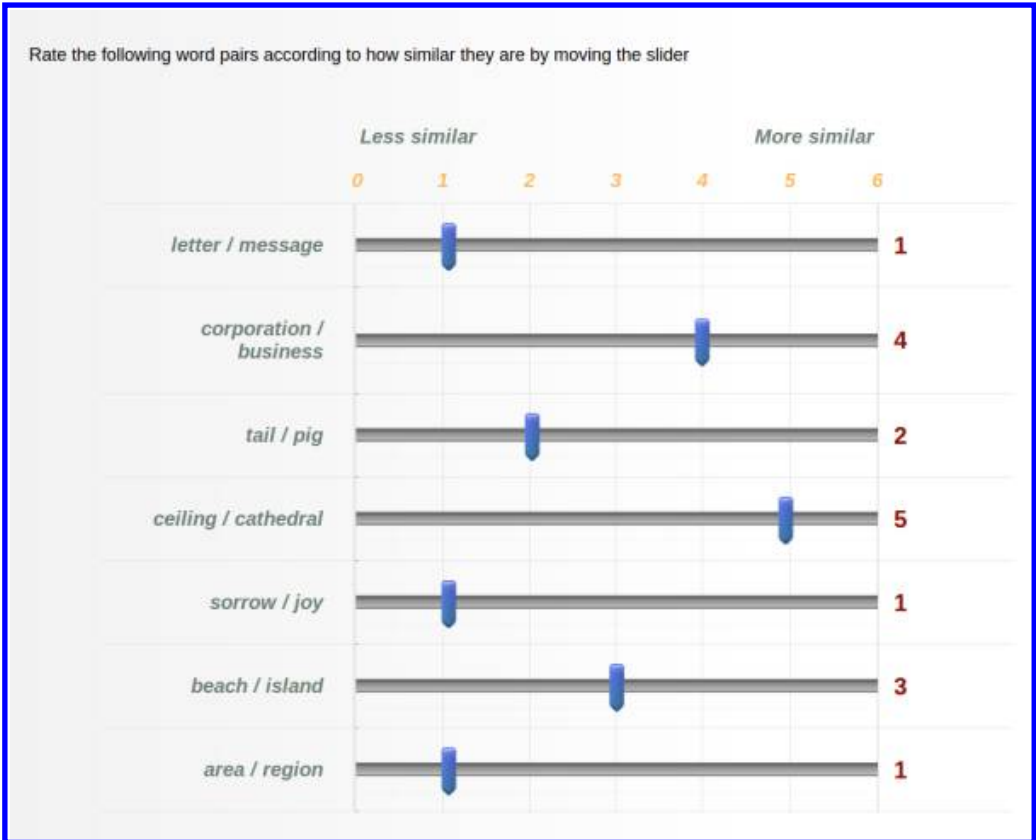 Rate the following word pairs according to how similar they are by moving the slider
Less similar More similar
0 1 2 3 4 5 6
letter / message 1
corporation /
business 4
tail / pig 2
ceiling / cathedral 5
sorrow / joy 1
beach / island 3
area / region 1